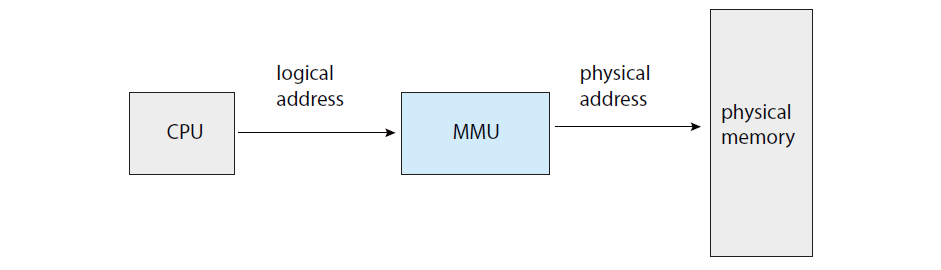 CPU
logical
address
MMU
physical
address
physical
memory